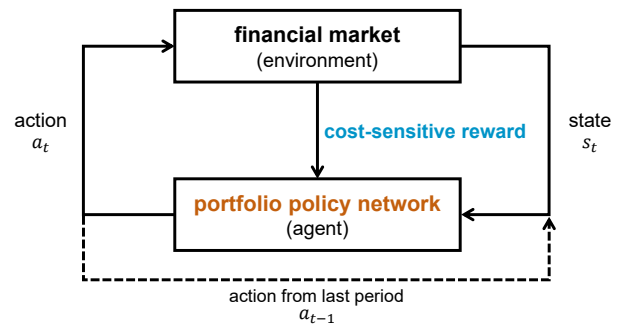 financial market
(environment)
action
a_t
cost-sensitive reward
state
s_t
portfolio policy network
(agent)
action from last period
a_{t−1}